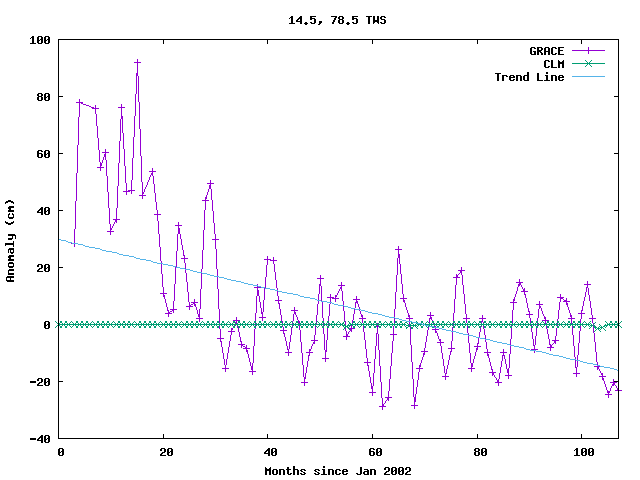 14.5, 78.5 TWS
GRACE
CLM
Trend Line
100
80
60
40
20
0
-20
-40
Anomaly (cm)
0 20 40 60 80 100
Months since Jan 2002